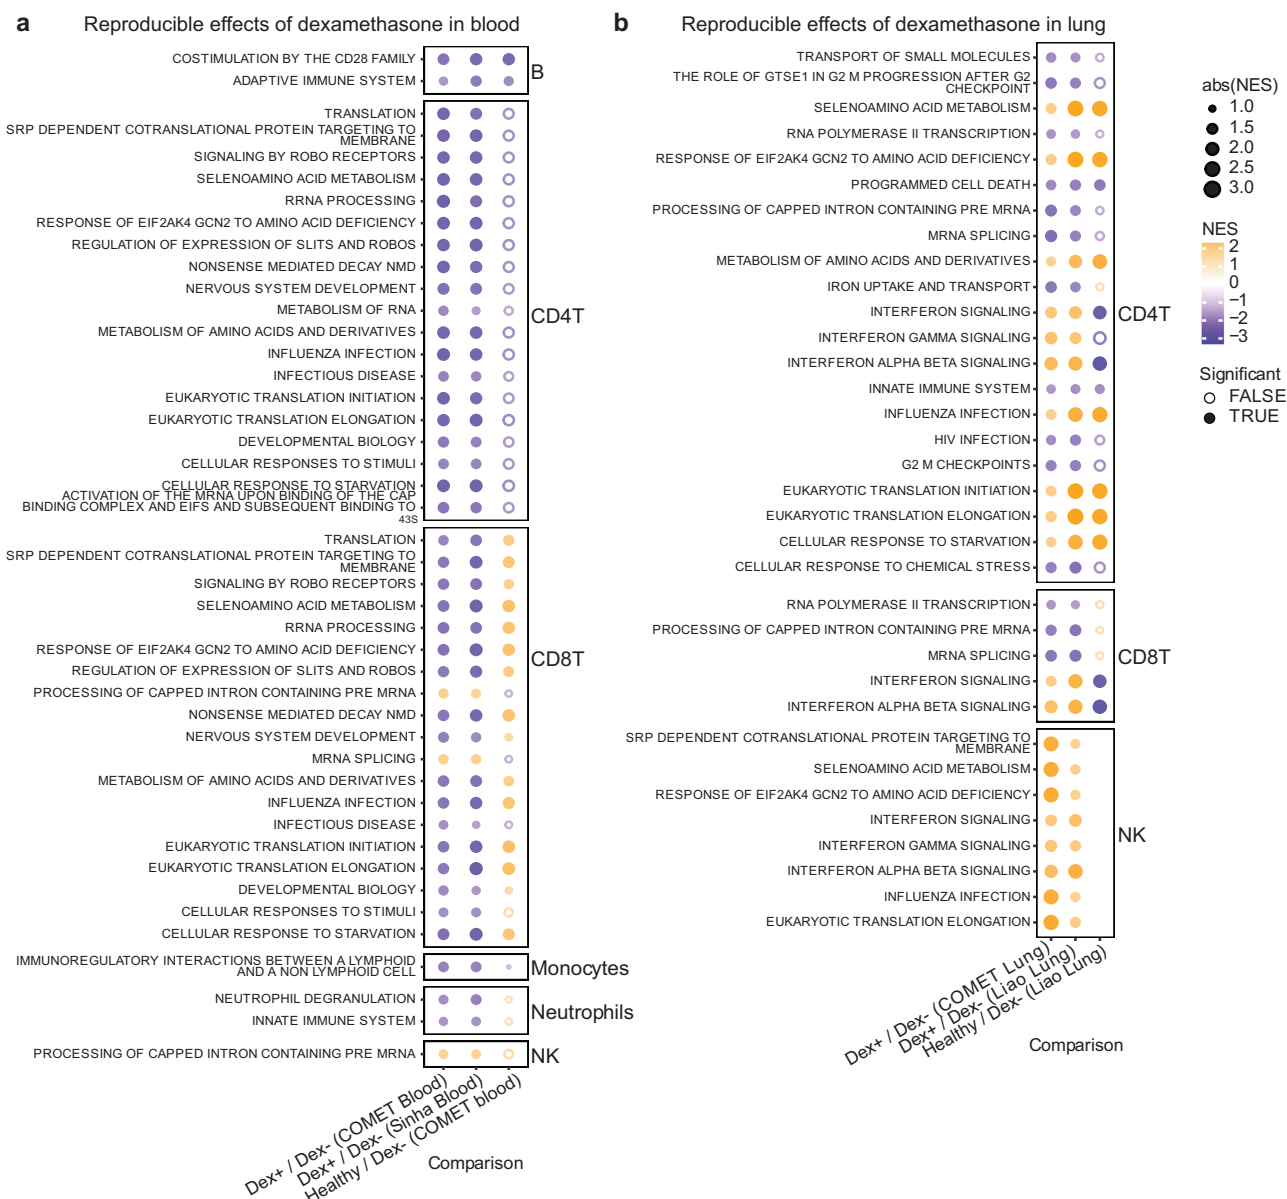 a Reproducible effects of dexamethasone in blood
COSTIMULATION BY THE CD28 FAMILY
ADAPTIVE IMMUNE SYSTEM
B
TRANSLATION
SRP DEPENDENT COTRANSLATIONAL PROTEIN TARGETING TO
MEMBRANE
SIGNALING BY ROBO RECEPTORS
SELENOAMINO ACID METABOLISM
RRNA PROCESSING
RESPONSE OF EIF2AK4 GCN2 TO AMINO ACID DEFICIENCY
REGULATION OF EXPRESSION OF SLITS AND ROBOS
NONSENSE MEDIATED DECAY NMD
NERVOUS SYSTEM DEVELOPMENT
METABOLISM OF RNA
METABOLISM OF AMINO ACIDS AND DERIVATIVES
INFLUENZA INFECTION
INFECTIOUS DISEASE
EUKARYOTIC TRANSLATION INITIATION
EUKARYOTIC TRANSLATION ELONGATION
DEVELOPMENTAL BIOLOGY
CELLULAR RESPONSES TO STIMULI
CELLULAR RESPONSE TO STARVATION
ACTIVATION OF THE MRNA UPON BINDING OF THE CAP
BINDING COMPLEX AND EIFS AND SUBSEQUENT BINDING TO
43S
CD4T
TRANSLATION
SRP DEPENDENT COTRANSLATIONAL PROTEIN TARGETING TO
MEMBRANE
SIGNALING BY ROBO RECEPTORS
SELENOAMINO ACID METABOLISM
RRNA PROCESSING
RESPONSE OF EIF2AK4 GCN2 TO AMINO ACID DEFICIENCY
REGULATION OF EXPRESSION OF SLITS AND ROBOS
PROCESSING OF CAPPED INTRON CONTAINING PRE MRNA
NONSENSE MEDIATED DECAY NMD
NERVOUS SYSTEM DEVELOPMENT
MRNA SPLICING
METABOLISM OF AMINO ACIDS AND DERIVATIVES
INFLUENZA INFECTION
INFECTIOUS DISEASE
EUKARYOTIC TRANSLATION INITIATION
EUKARYOTIC TRANSLATION ELONGATION
DEVELOPMENTAL BIOLOGY
CELLULAR RESPONSES TO STIMULI
CELLULAR RESPONSE TO STARVATION
CD8T
IMMUNOREGULATORY INTERACTIONS BETWEEN A LYMPHOID
AND A NON LYMPHOID CELL
Monocytes
NEUTROPHIL DEGRANULATION
INNATE IMMUNE SYSTEM
Neutrophils
PROCESSING OF CAPPED INTRON CONTAINING PRE MRNA
NK
Dex+ / Dex- (COMET Blood)
Dex+ / Dex- (Sinha Blood)
Healthy / Dex- (COMET blood)
Comparison
b Reproducible effects of dexamethasone in lung
TRANSPORT OF SMALL MOLECULES
THE ROLE OF GTSE1 IN G2 M PROGRESSION AFTER G2
CHECKPOINT
SELENOAMINO ACID METABOLISM
RNA POLYMERASE II TRANSCRIPTION
RESPONSE OF EIF2AK4 GCN2 TO AMINO ACID DEFICIENCY
PROGRAMMED CELL DEATH
PROCESSING OF CAPPED INTRON CONTAINING PRE MRNA
MRNA SPLICING
METABOLISM OF AMINO ACIDS AND DERIVATIVES
IRON UPTAKE AND TRANSPORT
INTERFERON SIGNALING
INTERFERON GAMMA SIGNALING
INTERFERON ALPHA BETA SIGNALING
INNATE IMMUNE SYSTEM
INFLUENZA INFECTION
HIV INFECTION
G2 M CHECKPOINTS
EUKARYOTIC TRANSLATION INITIATION
EUKARYOTIC TRANSLATION ELONGATION
CELLULAR RESPONSE TO STARVATION
CELLULAR RESPONSE TO CHEMICAL STRESS
CD4T
RNA POLYMERASE II TRANSCRIPTION
PROCESSING OF CAPPED INTRON CONTAINING PRE MRNA
MRNA SPLICING
INTERFERON SIGNALING
INTERFERON ALPHA BETA SIGNALING
CD8T
SRP DEPENDENT COTRANSLATIONAL PROTEIN TARGETING TO
MEMBRANE
SELENOAMINO ACID METABOLISM
RESPONSE OF EIF2AK4 GCN2 TO AMINO ACID DEFICIENCY
INTERFERON SIGNALING
INTERFERON GAMMA SIGNALING
INTERFERON ALPHA BETA SIGNALING
INFLUENZA INFECTION
EUKARYOTIC TRANSLATION ELONGATION
NK
Dex+ / Dex- (COMET Lung)
Dex+ / Dex- (Liao Lung)
Healthy / Dex- (Liao Lung)
Comparison
abs(NES)
1.0
1.5
2.0
2.5
3.0
NES
2
1
0
−1
−2
−3
Significant
FALSE
TRUE